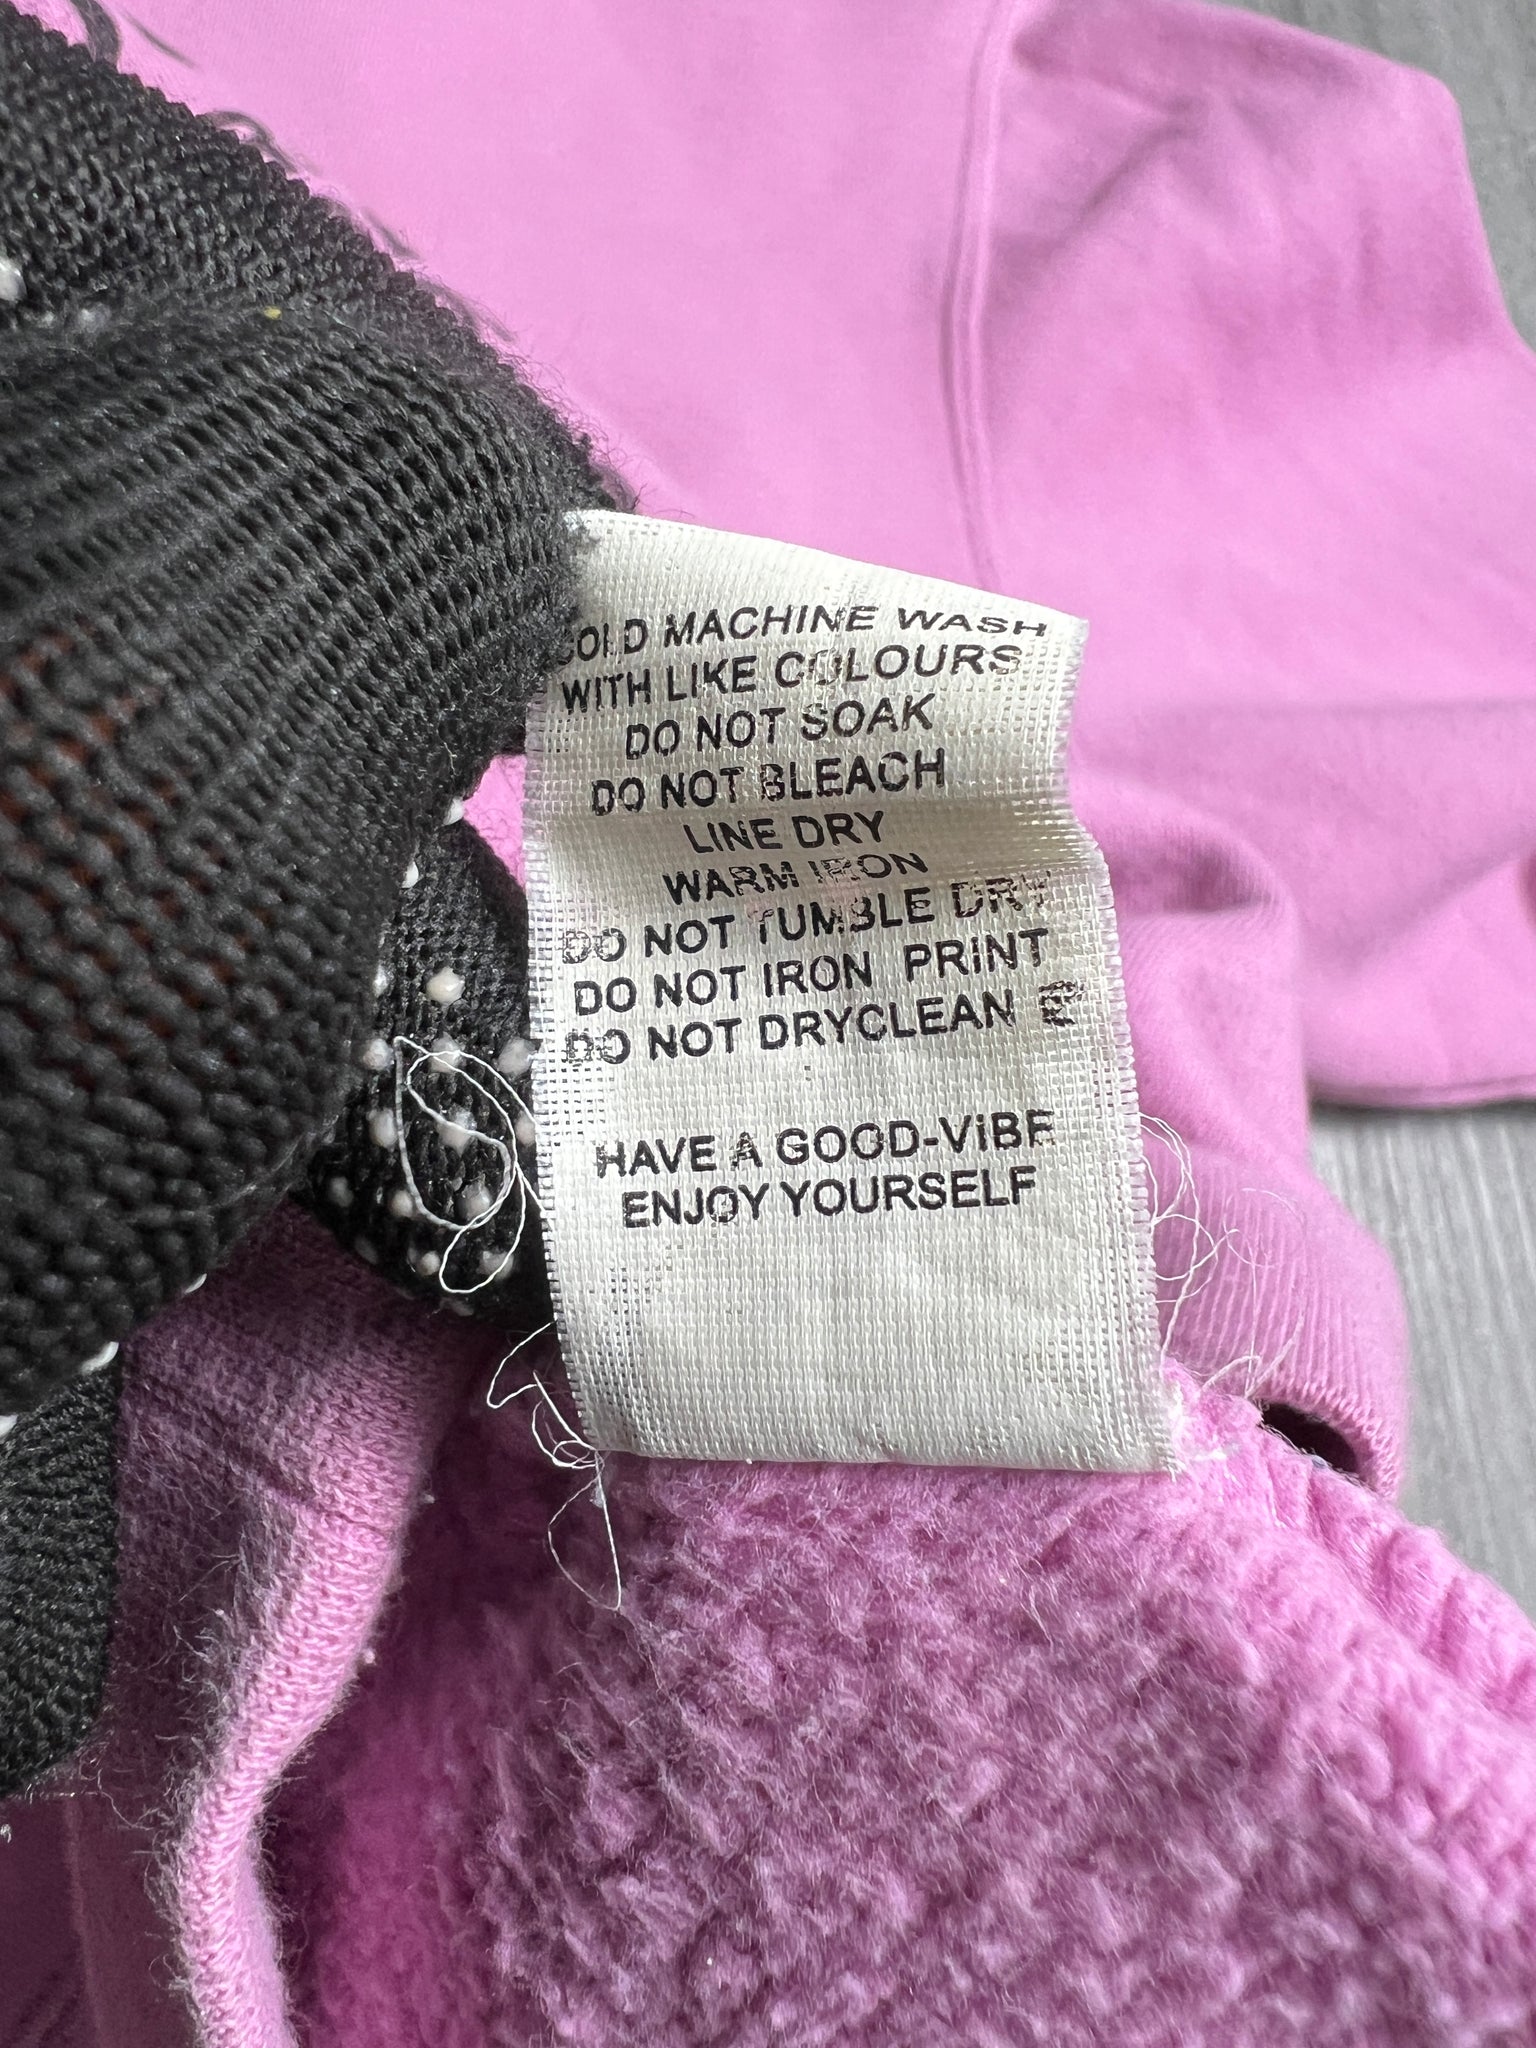 COLD MACHINE WASH
WITH LIKE COLOURS
DO NOT SOAK
DO NOT BLEACH
LINE DRY
WARM IRON
DO NOT TUMBLE DRY
DO NOT IRON PRINT
DO NOT DRYCLEAN
HAVE A GOOD-ViBE
ENJOY YOURSELF